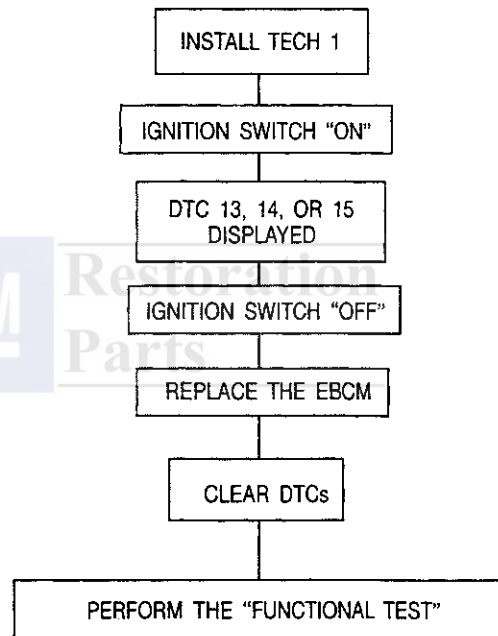 INSTALL TECH 1
IGNITION SWITCH “ON”
DTC 13, 14, OR 15
DISPLAYED
Restoration
IGNITION SWITCH “OFF”
Parts
REPLACE THE EBCM
CLEAR DTCs
PERFORM THE “FUNCTIONAL TEST”